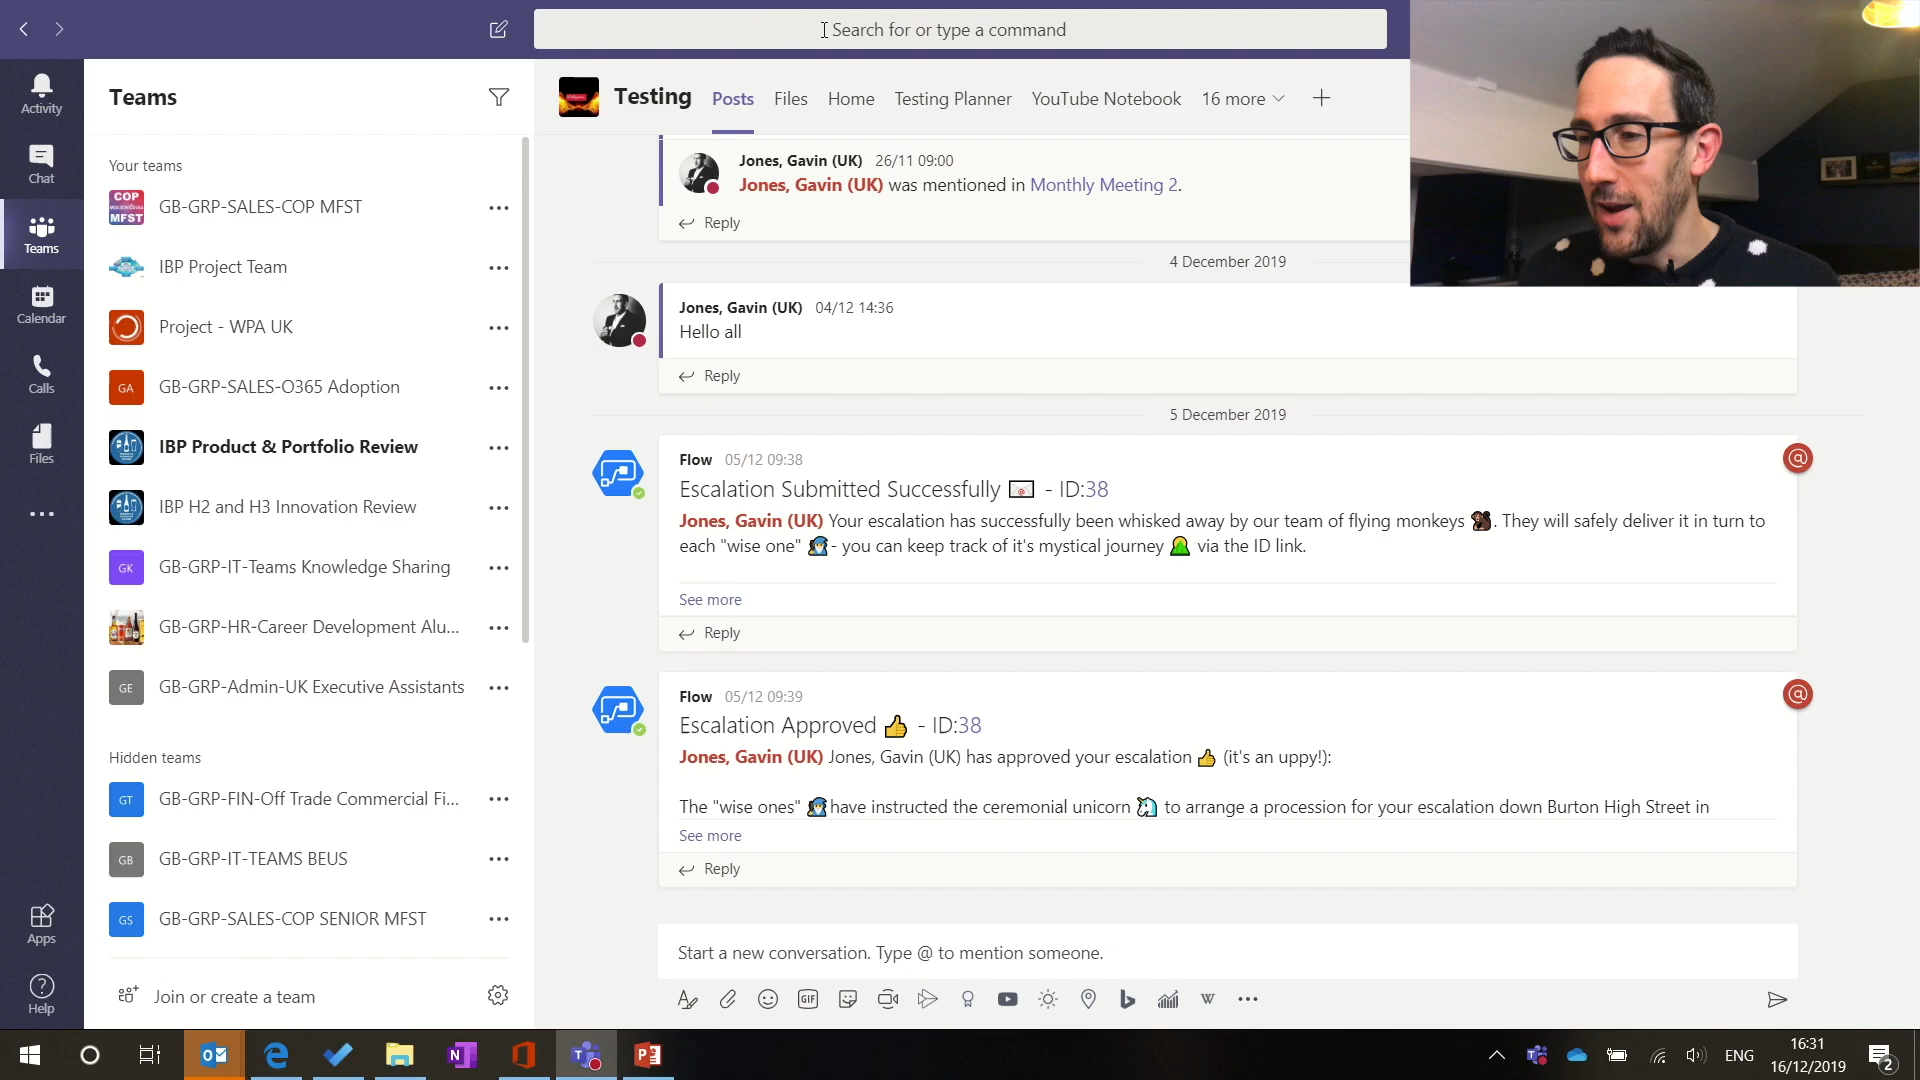 Search for or type a command
Activity
Chat
Teams
Calendar
Calls
Files
Apps
Help
Teams
Your teams
COP
MFST
GB-GRP-SALES-COP MFST
IBP Project Team
Project - WPA UK
GA
GB-GRP-SALES-O365 Adoption
IBP Product & Portfolio Review
IBP H2 and H3 Innovation Review
GK
GB-GRP-IT-Teams Knowledge Sharing
GB-GRP-HR-Career Development Alu...
GE
GB-GRP-Admin-UK Executive Assistants
Hidden teams
GT
GB-GRP-FIN-Off Trade Commercial Fi...
GB
GB-GRP-IT-TEAMS BEUS
GS
GB-GRP-SALES-COP SENIOR MFST
Join or create a team
Testing Posts Files Home Testing Planner YouTube Notebook 16 more
Jones, Gavin (UK) 26/11 09:00
Jones, Gavin (UK) was mentioned in Monthly Meeting 2.
Reply
4 December 2019
Jones, Gavin (UK) 04/12 14:36
Hello all
Reply
5 December 2019
Flow 05/12 09:38
Escalation Submitted Successfully - ID:38
Jones, Gavin (UK) Your escalation has successfully been whisked away by our team of flying monkeys . They will safely deliver it in turn to
each "wise one" - you can keep track of it's mystical journey via the ID link.
See more
Reply
Flow 05/12 09:39
Escalation Approved - ID:38
Jones, Gavin (UK) Jones, Gavin (UK) has approved your escalation (it's an uppy!):
The "wise ones" have instructed the ceremonial unicorn to arrange a procession for your escalation down Burton High Street in
See more
Reply
Start a new conversation. Type @ to mention someone.
GIF
W
ENG
16:31
16/12/2019
2